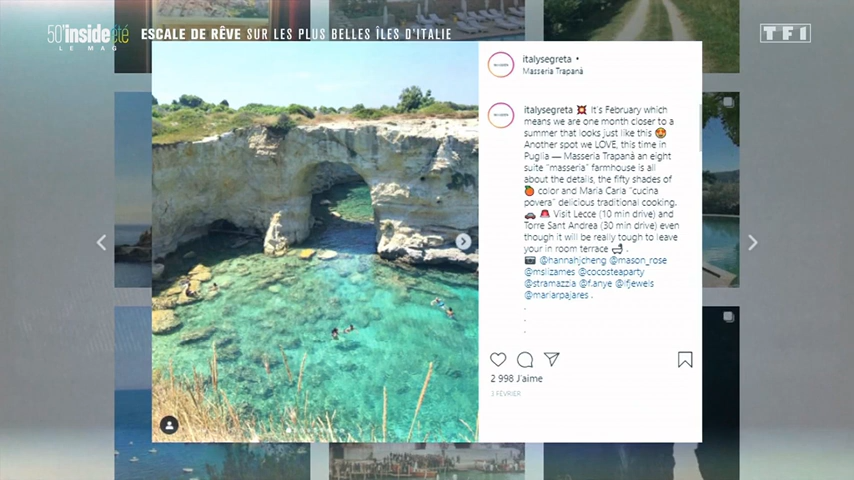 50'inside été
LE MAG
ESCALE DE RÊVE SUR LES PLUS BELLES ÎLES D'ITALIE
TF1
italysegreta •
Masseria Trapaná
italysegreta 💥 It's February which
means we are one month closer to a
summer that looks just like this 😍
Another spot we LOVE, this time in
Puglia — Masseria Trapanà an eight
suite "masseria" farmhouse is all
about the details, the fifty shades of
🍊 color and Maria Carla "cucina
povera" delicious traditional cooking.
🚗 🚨 Visit Lecce (10 min drive) and
Torre Sant Andrea (30 min drive) even
though it will be really tough to leave
your in room terrace 🛁 .
📷 @hannahjcheng @mason_rose
@mslizames @cocosteaparty
@stramazzia @f.anye @ifjewels
@mariarpajares .
.
.
.
2 998 J'aime
3 FÉVRIER